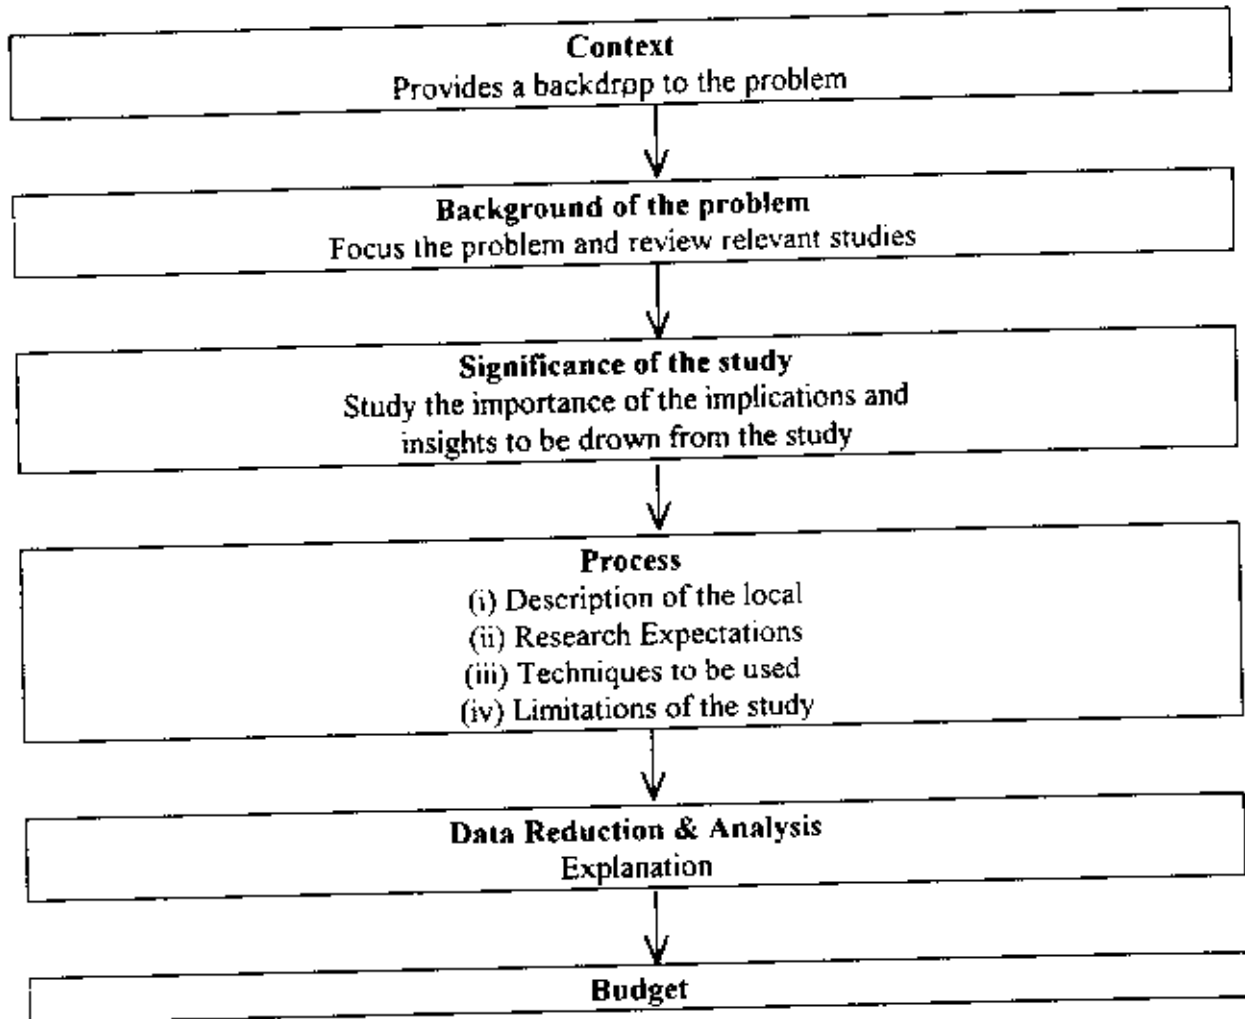 Context
Provides a backdrop to the problem
Background of the problem
Focus the problem and review relevant studies
Significance of the study
Study the importance of the implications and
insights to be drown from the study
Process
(i) Description of the local
(ii) Research Expectations
(iii) Techniques to be used
(iv) Limitations of the study
Data Reduction & Analysis
Explanation
Budget